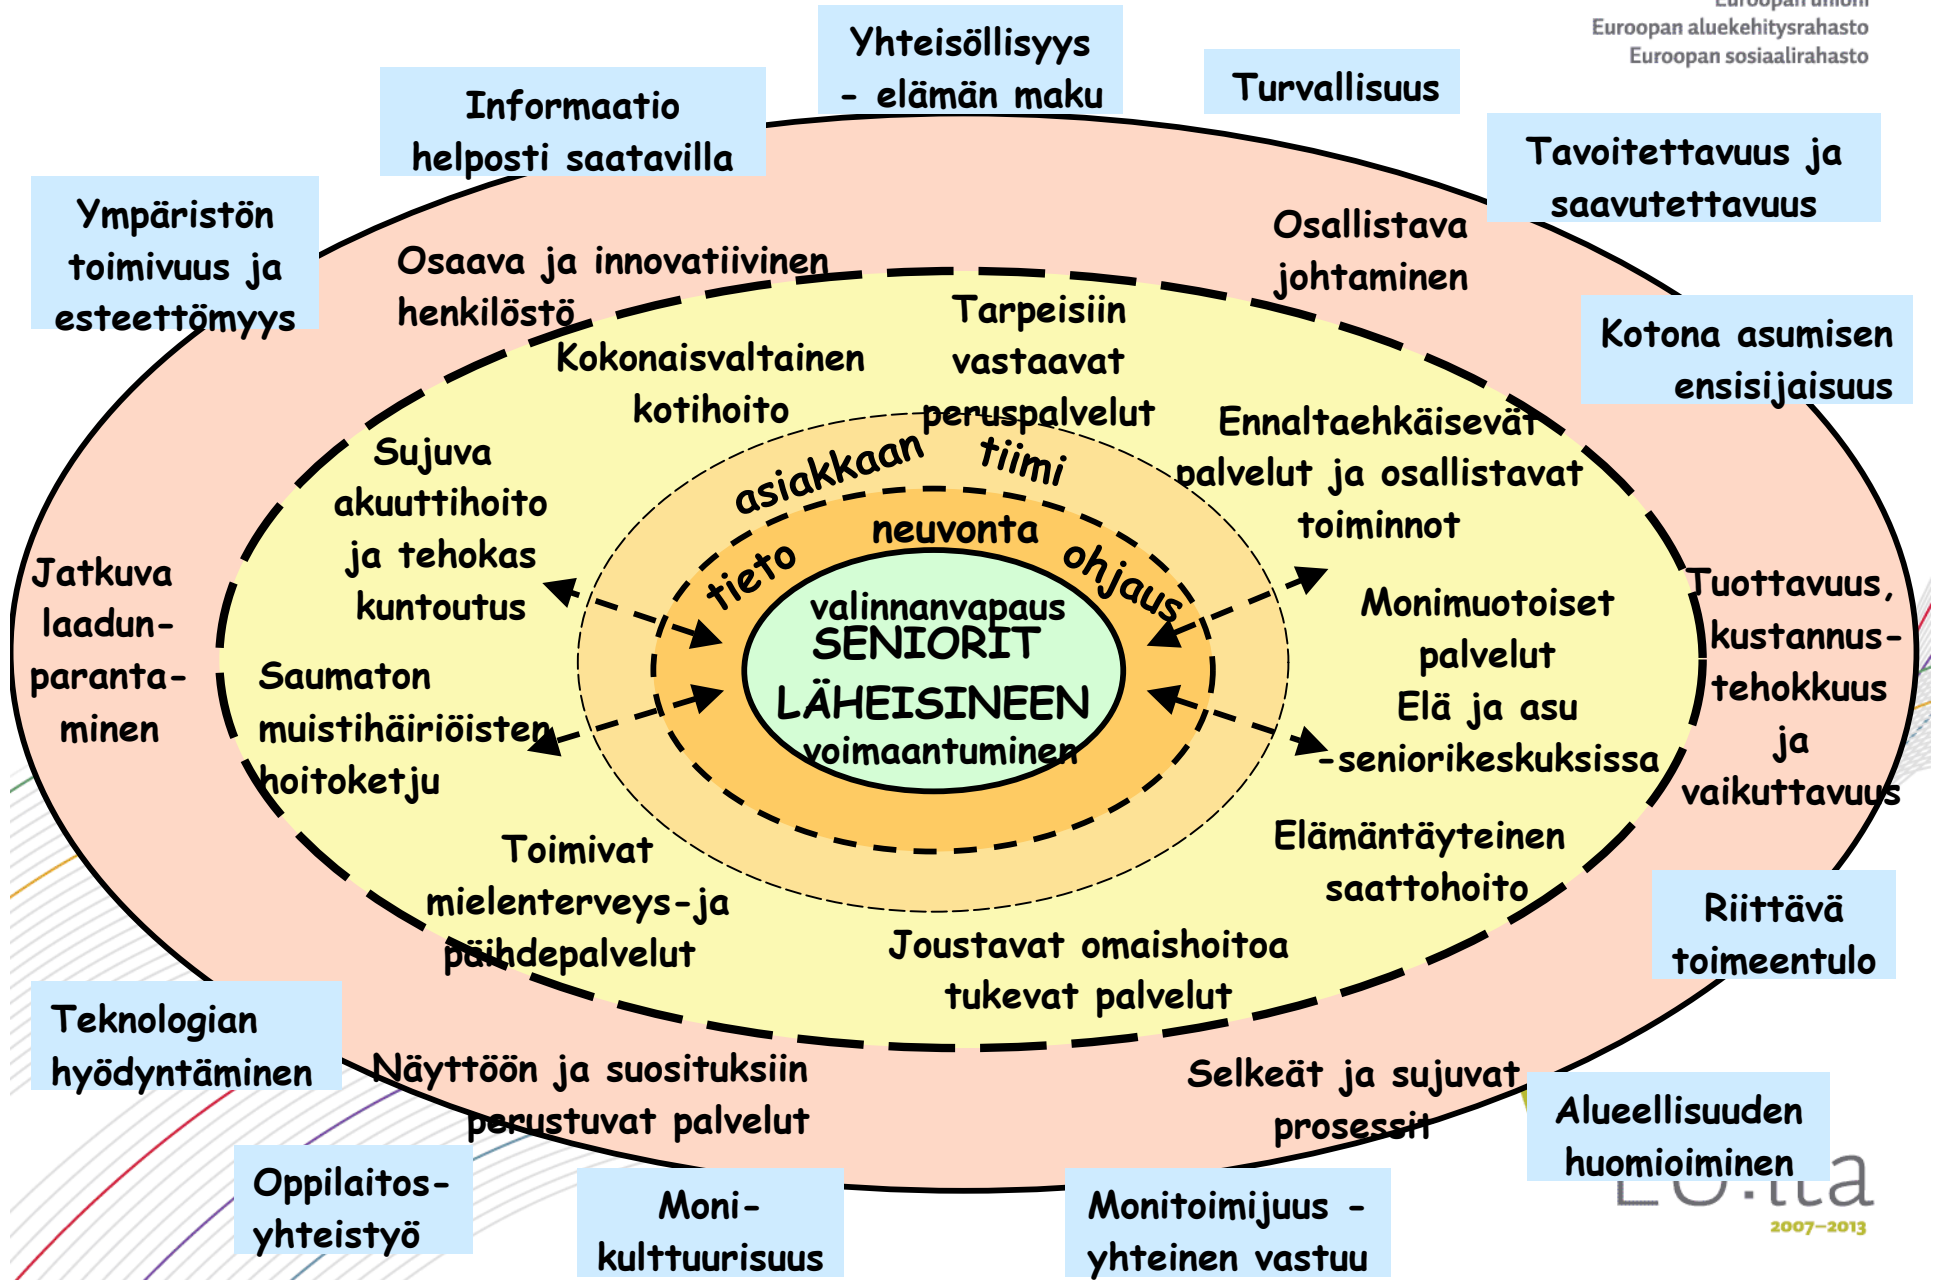 Euroopan unioni
Euroopan aluekehitysrahasto
Euroopan sosiaalirahasto
Yhteisöllisyys
- elämän maku
Turvallisuus
Informaatio
helposti saatavilla
Tavoitettavuus ja
saavutettavuus
Ympäristön
toimivuus ja
esteettömyys
Osallistava
johtaminen
Osaava ja innovatiivinen
henkilöstö
Kotona asumisen
ensisijaisuus
Tarpeisiin
vastaavat
peruspalvelut
Kokonaisvaltainen
kotihoito
Ennaltaehkäisevät
palvelut ja osallistavat
toiminnot
Sujuva
akuuttihoito
ja tehokas
kuntoutus
asiakkaan tiimi
tieto neuvonta ohjaus
valinnanvapaus
SENIORIT
LÄHEISINEEN
voimaantuminen
Jatkuva
laadun-
paranta-
minen
Monimuotoiset
palvelut
Elä ja asu
-seniorikeskuksissa
Tuottavuus,
kustannus-
tehokkuus
ja
vaikuttavuus
Saumaton
muistihäiriöisten
hoitoketju
Elämäntäyteinen
saattohoito
Toimivat
mielenterveys-ja
päihdepalvelut
Joustavat omaishoitoa
tukevat palvelut
Riittävä
toimeentulo
Teknologian
hyödyntäminen
Näyttöön ja suosituksiin
perustuvat palvelut
Selkeät ja sujuvat
prosessit
Alueellisuuden
huomioiminen
Oppilaitos-
yhteistyö
Moni-
kulttuurisuus
Monitoimijuus -
yhteinen vastuu
2007–2013